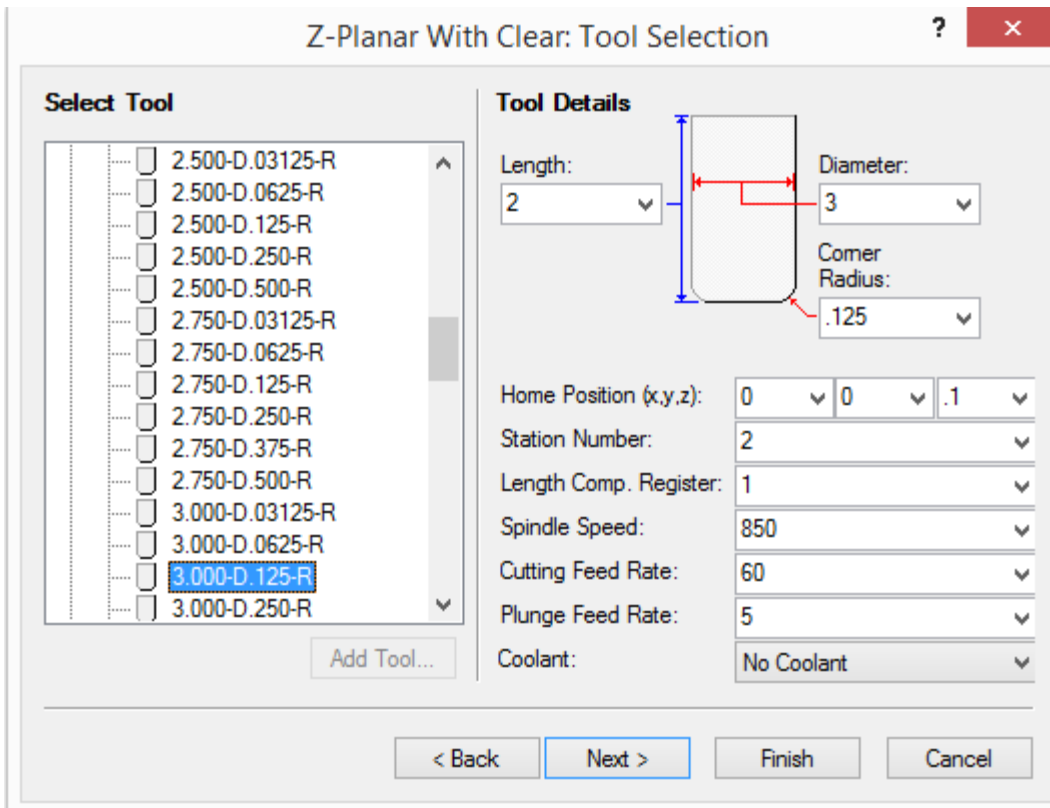 Z-Planar With Clear: Tool Selection
?
×
Select Tool
2.500-D.03125-R
2.500-D.0625-R
2.500-D.125-R
2.500-D.250-R
2.500-D.500-R
2.750-D.03125-R
2.750-D.0625-R
2.750-D.125-R
2.750-D.250-R
2.750-D.375-R
2.750-D.500-R
3.000-D.03125-R
3.000-D.0625-R
3.000-D.125-R
3.000-D.250-R
Add Tool...
Tool Details
Length:
2
Diameter:
3
Corner
Radius:
.125
Home Position (x,y,z): 0 0 .1
Station Number: 2
Length Comp. Register: 1
Spindle Speed: 850
Cutting Feed Rate: 60
Plunge Feed Rate: 5
Coolant: No Coolant
< Back Next > Finish Cancel